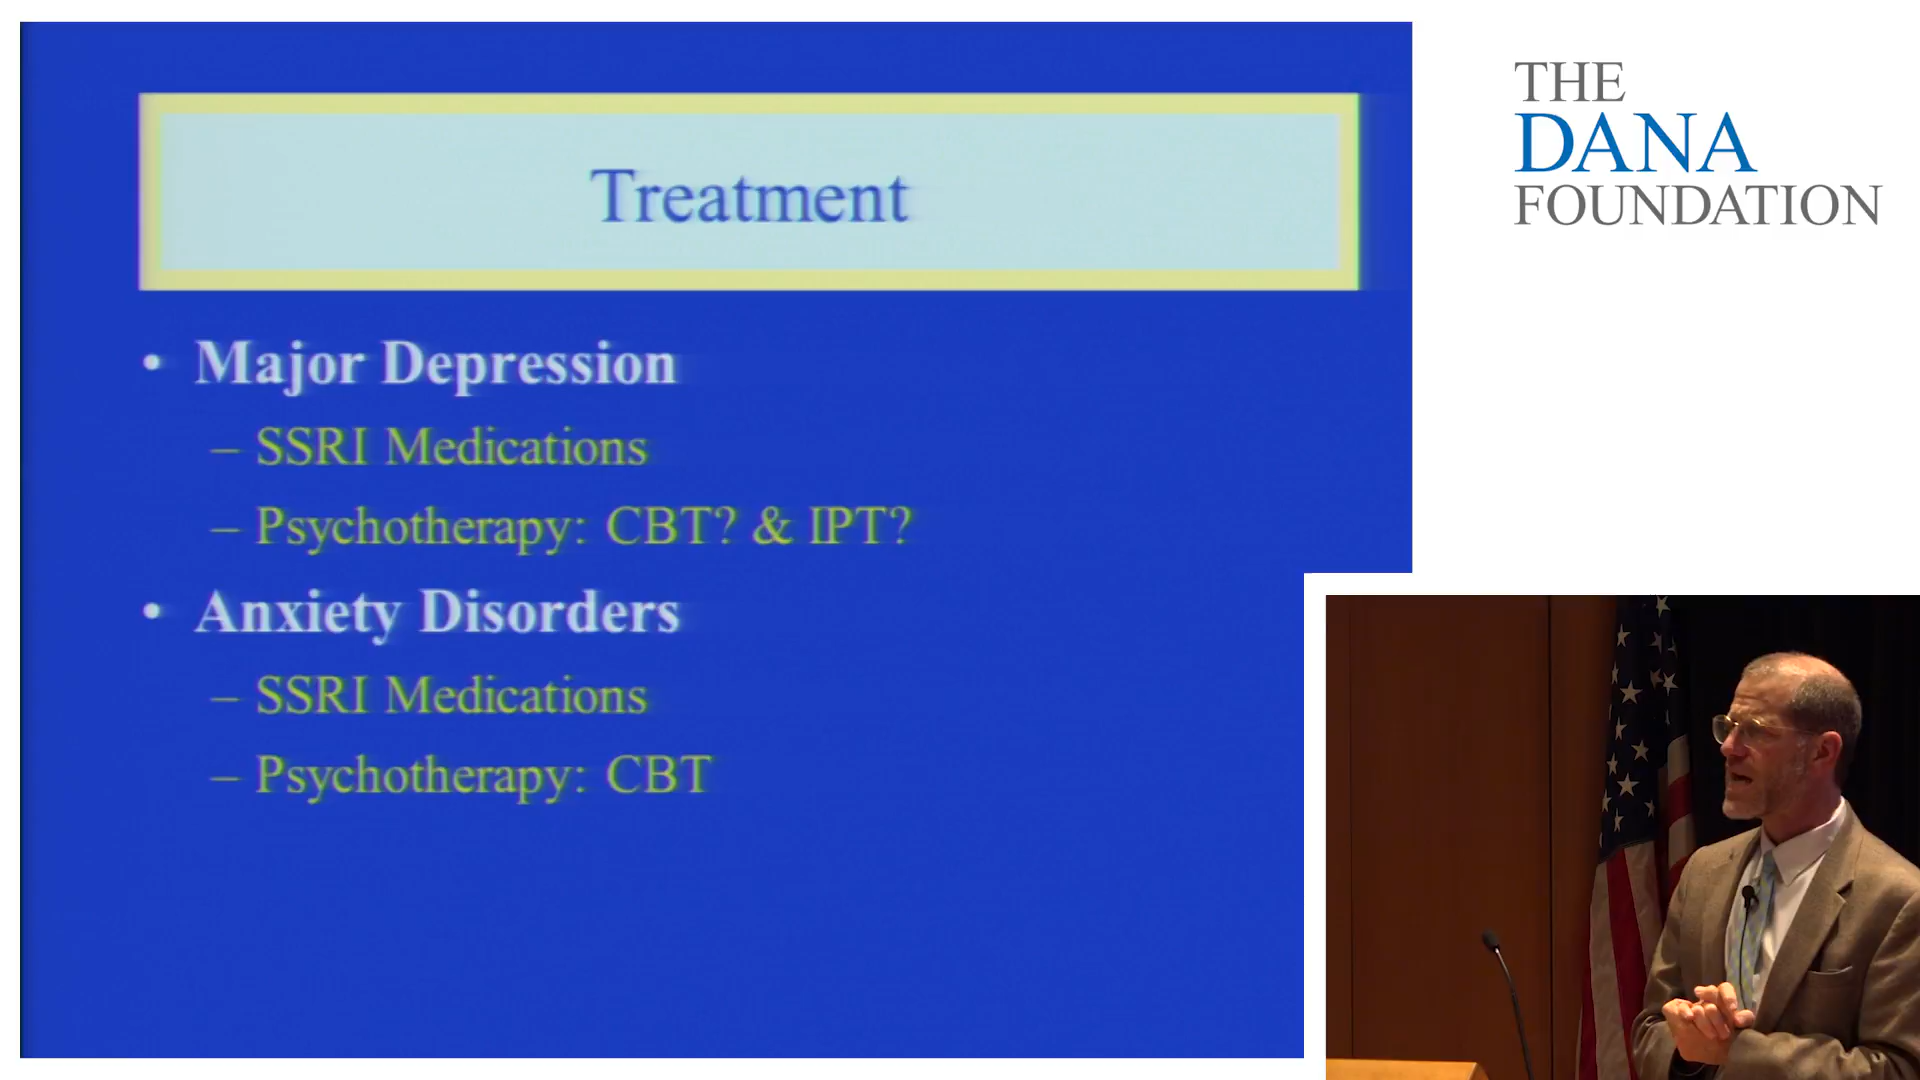 Treatment
• Major Depression
– SSRI Medications
– Psychotherapy: CBT? & IPT?
• Anxiety Disorders
– SSRI Medications
– Psychotherapy: CBT
THE
DANA
FOUNDATION